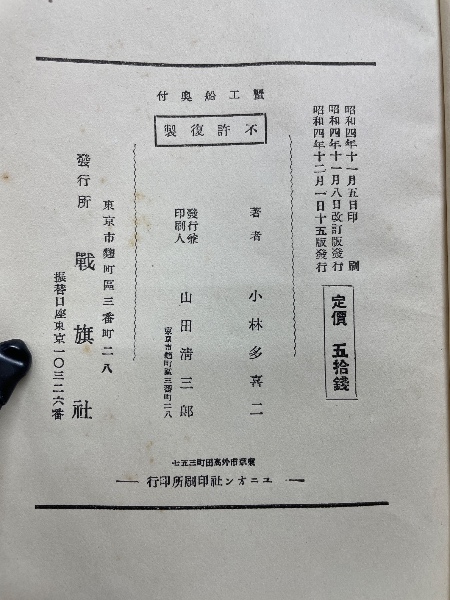 蟹工船奥付
不許復製
昭和四年十一月五日印刷
昭和四年十一月八日改訂版發行
昭和四年十二月一日十五版發行
定價 五拾錢
著者 小林多喜二
發行兼印刷人 山田清三郎
東京市麹町區三番町二八
東京市麹町區三番町二八
發行所 戰旗社
振替口座東京一〇三二六番
東京市外高田町三五七
ユニオン社印刷所印行